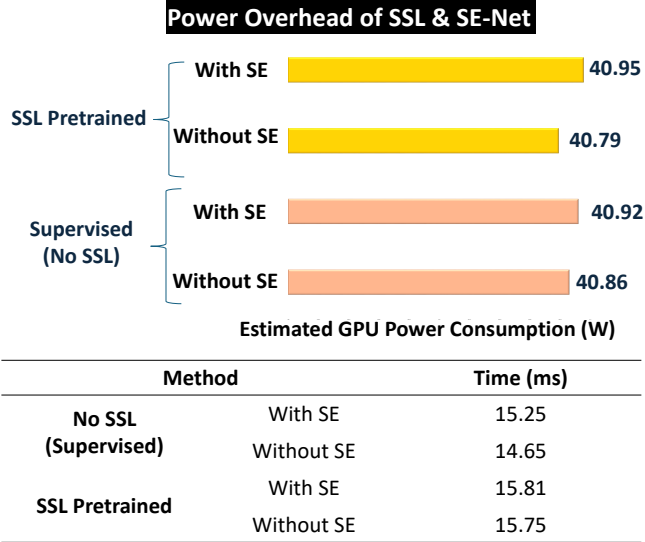 Power Overhead of SSL & SE-Net
SSL Pretrained
With SE
40.95
Without SE
40.79
Supervised
(No SSL)
With SE
40.92
Without SE
40.86
Estimated GPU Power Consumption (W)
Method Time (ms)
No SSL
(Supervised)
With SE 15.25
Without SE 14.65
SSL Pretrained
With SE 15.81
Without SE 15.75